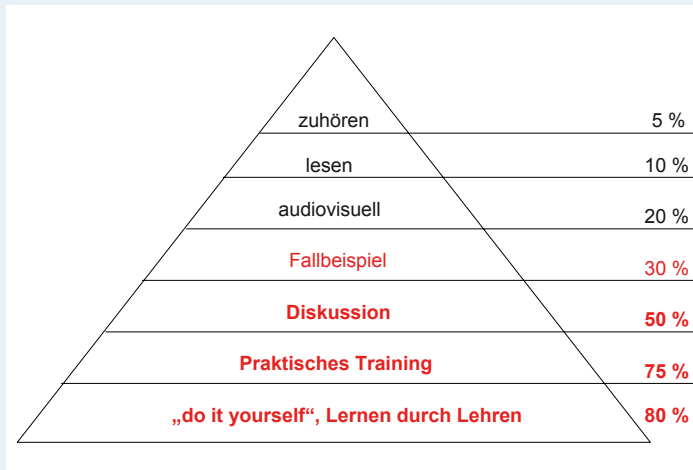 zuhören 5 %
lesen 10 %
audiovisuell 20 %
Fallbeispiel 30 %
Diskussion 50 %
Praktisches Training 75 %
„do it yourself“, Lernen durch Lehren 80 %